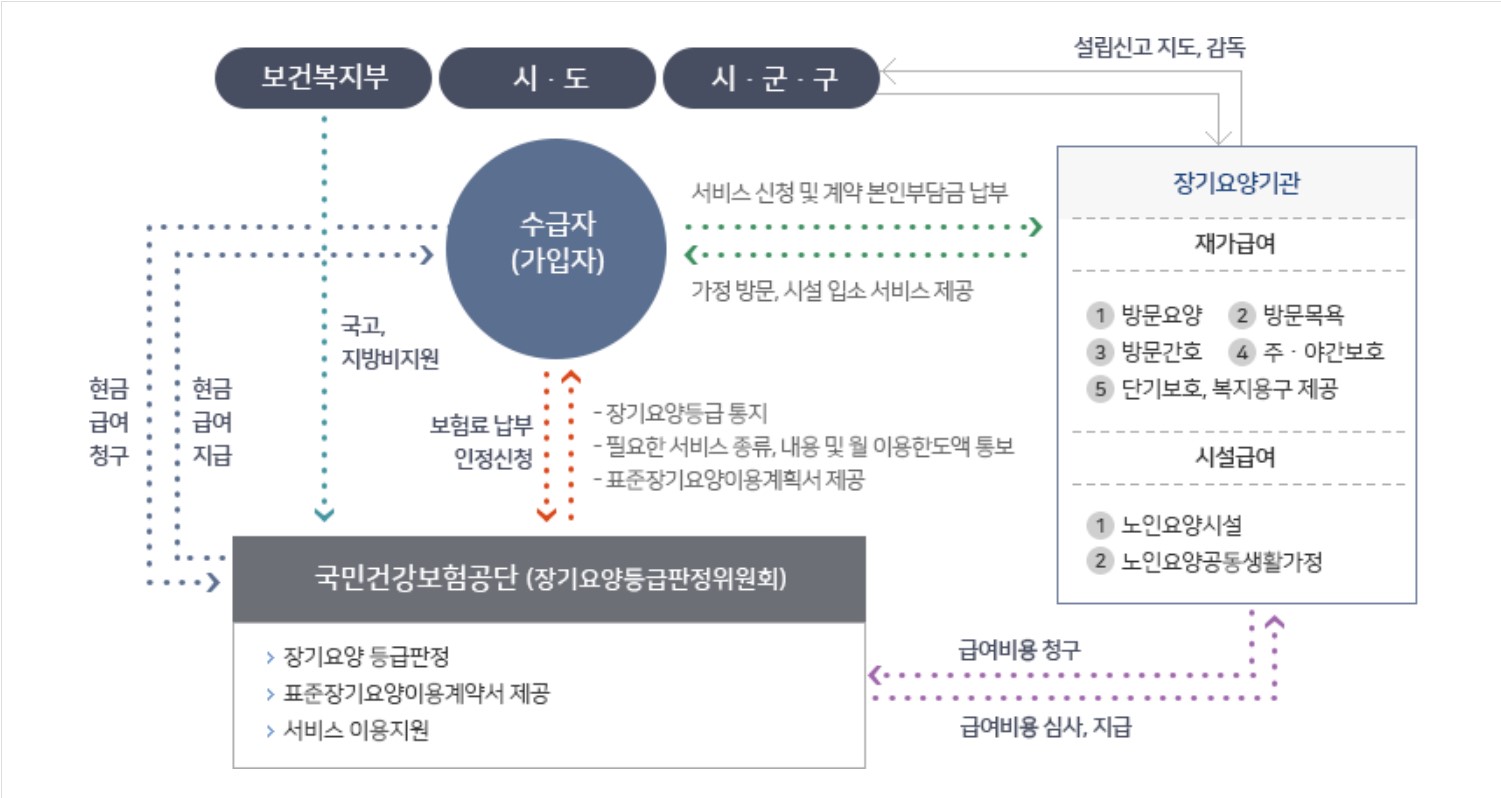 설립신고 지도, 감독
보건복지부
시 · 도
시 · 군 · 구
장기요양기관
수급자
(가입자)
서비스 신청 및 계약 본인부담금 납부
가정 방문, 시설 입소 서비스 제공
재가급여
1 방문요양 2 방문목욕
3 방문간호 4 주 · 야간보호
5 단기보호, 복지용구 제공
시설급여
1 노인요양시설
2 노인요양공동생활가정
국고,
지방비지원
현금
급여
청구
현금
급여
지급
보험료 납부
인정신청
- 장기요양등급 통지
- 필요한 서비스 종류, 내용 및 월 이용한도액 통보
- 표준장기요양이용계획서 제공
국민건강보험공단 (장기요양등급판정위원회)
› 장기요양 등급판정
› 표준장기요양이용계약서 제공
› 서비스 이용지원
급여비용 청구
급여비용 심사, 지급